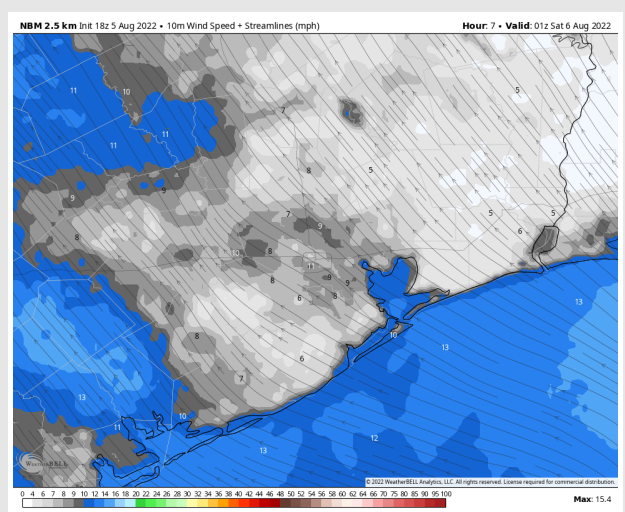 NBM 2.5 km Init 18z 5 Aug 2022 • 10m Wind Speed + Streamlines (mph) Hour: 7 • Valid: 01z Sat 6 Aug 2022
5
11 10
7
11
11
8 5
9
9
7 5 5
9 6
8
10 8
11
8 9 9
6 8 13
8 10
13
6
7
13
10
11
12
13
WeatherBELL
© 2022 WeatherBELL Analytics, LLC. All rights reserved. License required for commercial distribution.
0 4 6 7 8 9 10 12 14 16 18 20 22 24 26 28 30 32 34 36 38 40 42 44 46 48 50 52 54 56 58 60 62 64 66 70 75 80 85 90 95 100
Max: 15.4